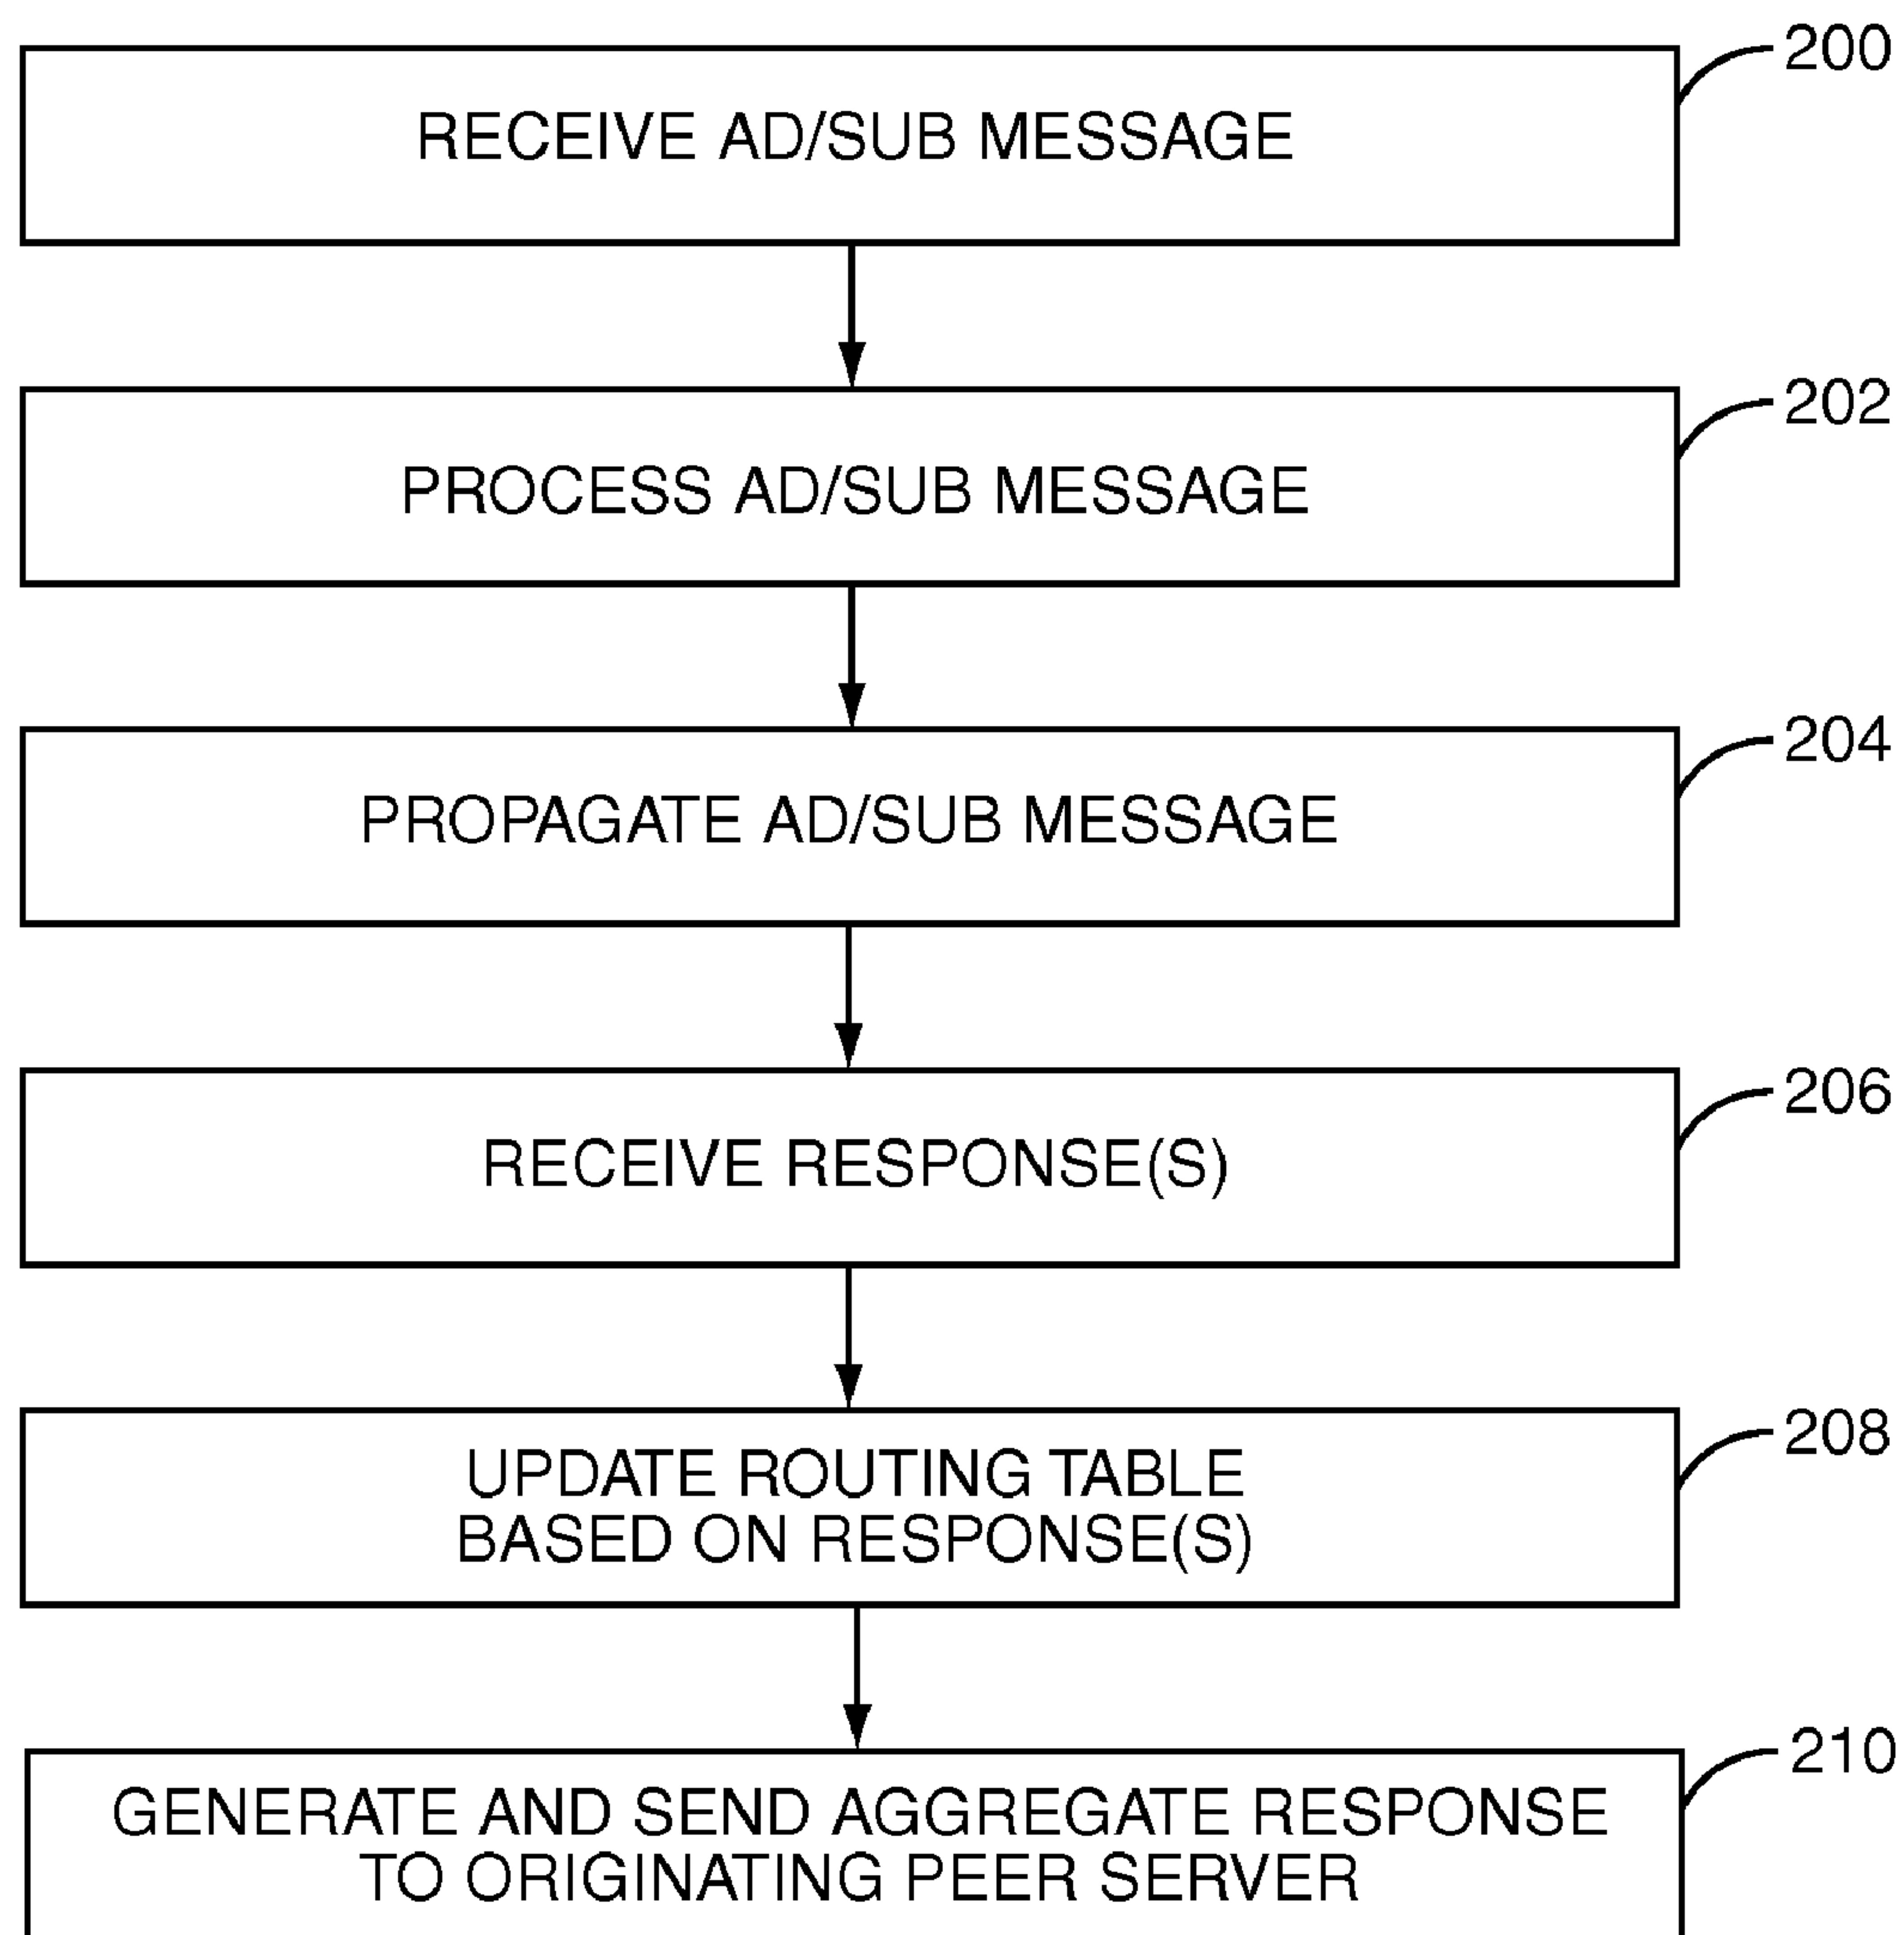 200
RECEIVE AD/SUB MESSAGE
202
PROCESS AD/SUB MESSAGE
204
PROPAGATE AD/SUB MESSAGE
206
RECEIVE RESPONSE(S)
208
UPDATE ROUTING TABLE
BASED ON RESPONSE(S)
210
GENERATE AND SEND AGGREGATE RESPONSE
TO ORIGINATING PEER SERVER